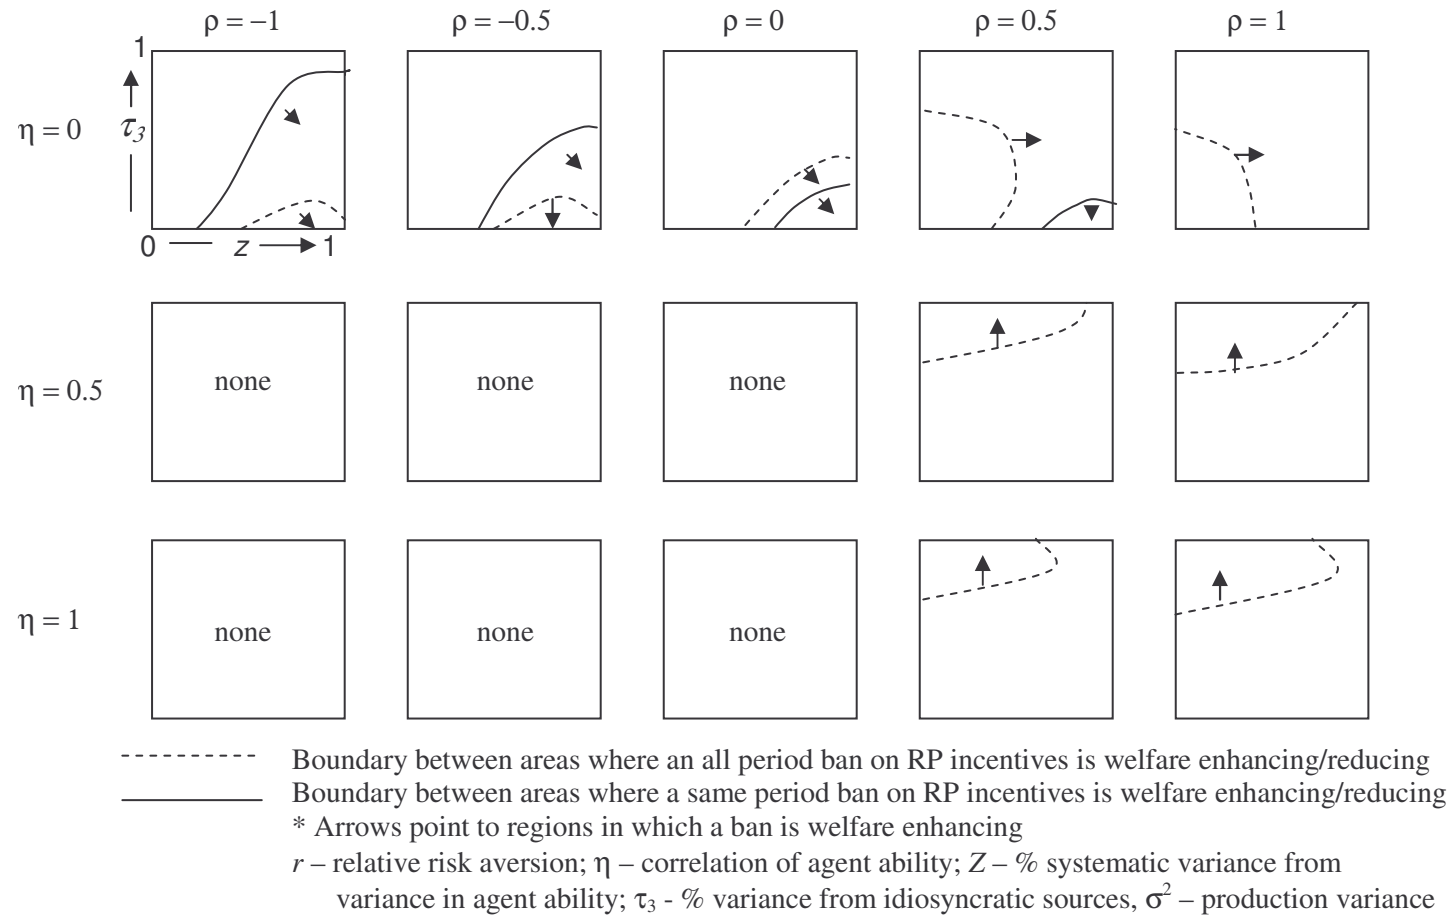 ρ = –1 ρ = –0.5 ρ = 0 ρ = 0.5 ρ = 1
1
η = 0 τ3
0 z 1
η = 0.5 none none none
η = 1 none none none
Boundary between areas where an all period ban on RP incentives is welfare enhancing/reducing
Boundary between areas where a same period ban on RP incentives is welfare enhancing/reducing
* Arrows point to regions in which a ban is welfare enhancing
r – relative risk aversion; η – correlation of agent ability; Z – % systematic variance from
variance in agent ability; τ3 - % variance from idiosyncratic sources, σ² – production variance